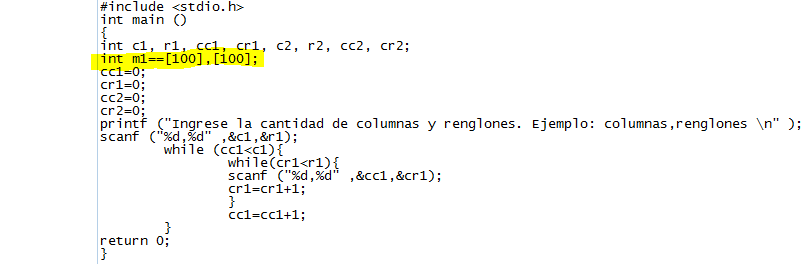 #include <stdio.h>
int main ()
{
int c1, r1, cc1, cr1, c2, r2, cc2, cr2;
int m1==[100],[100];
cc1=0;
cr1=0;
cc2=0;
cr2=0;
printf ("Ingrese la cantidad de columnas y renglones. Ejemplo: columnas,renglones \n" );
scanf ("%d,%d" ,&c1,&r1);
while (cc1<c1){
while(cr1<r1){
scanf ("%d,%d" ,&cc1,&cr1);
cr1=cr1+1;
}
cc1=cc1+1;
}
return 0;
}